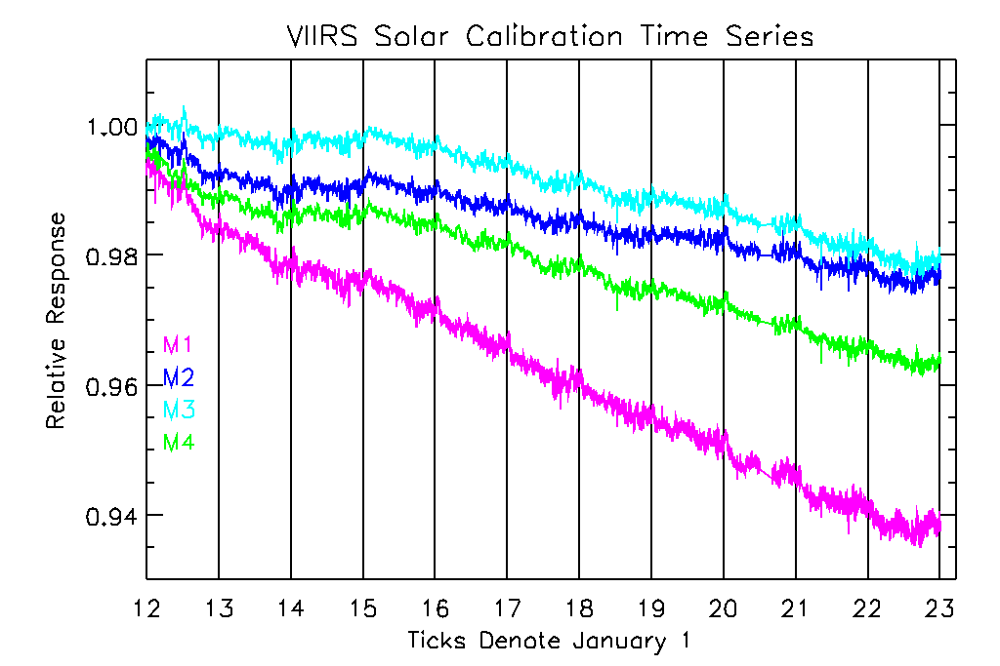 VIIRS Solar Calibration Time Series
1.00
0.98
0.96
0.94
Relative Response
M1
M2
M3
M4
12 13 14 15 16 17 18 19 20 21 22 23
Ticks Denote January 1